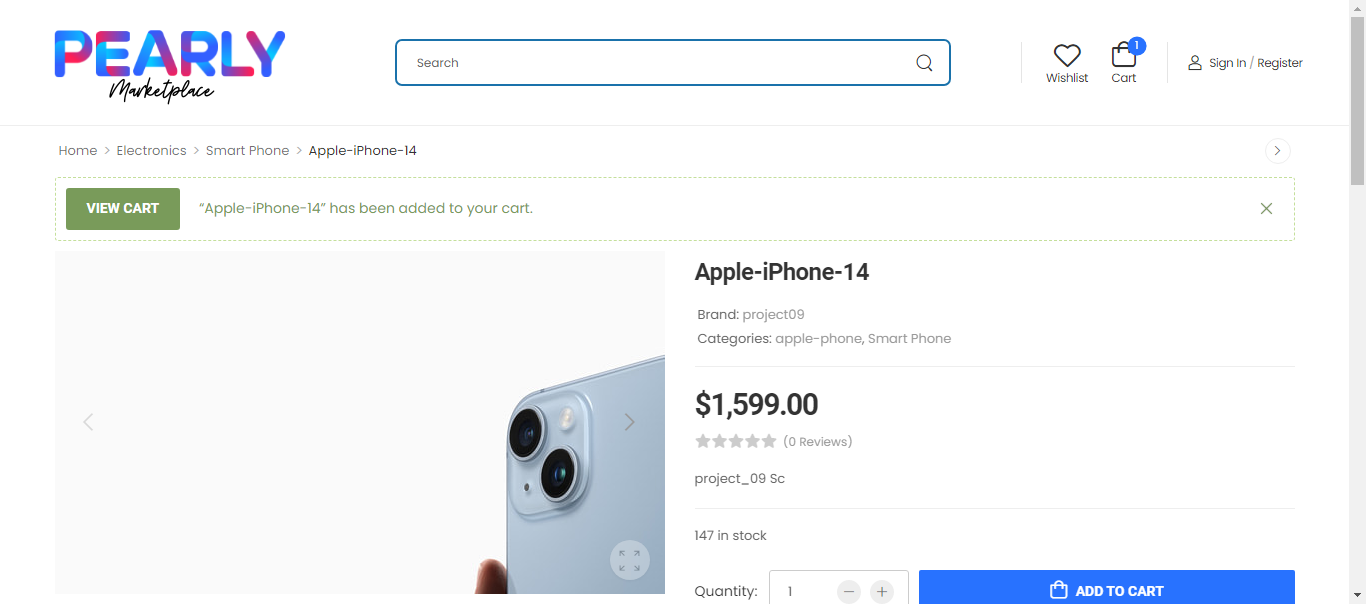 PEARLY
Marketplace
Search
Wishlist
1
Cart
Sign In / Register
Home > Electronics > Smart Phone > Apple-iPhone-14
VIEW CART
“Apple-iPhone-14” has been added to your cart.
Apple-iPhone-14
Brand: project09
Categories: apple-phone, Smart Phone
$1,599.00
(0 Reviews)
project_09 Sc
147 in stock
Quantity: 1 − +
ADD TO CART